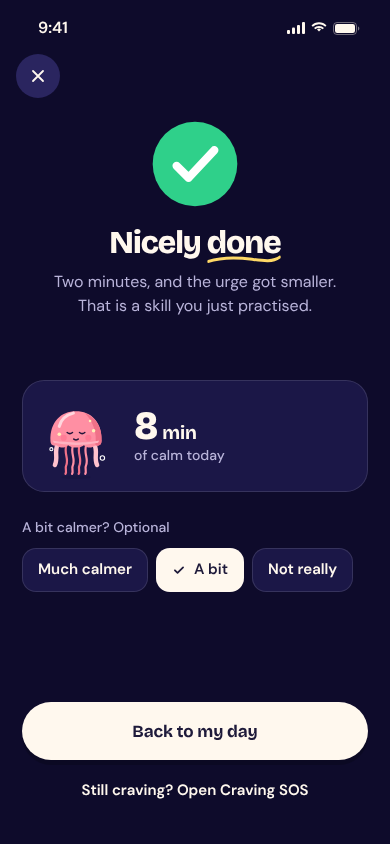 9:41
Nicely done
Two minutes, and the urge got smaller.
That is a skill you just practised.
8 min
of calm today
A bit calmer? Optional
Much calmer
A bit
Not really
Back to my day
Still craving? Open Craving SOS